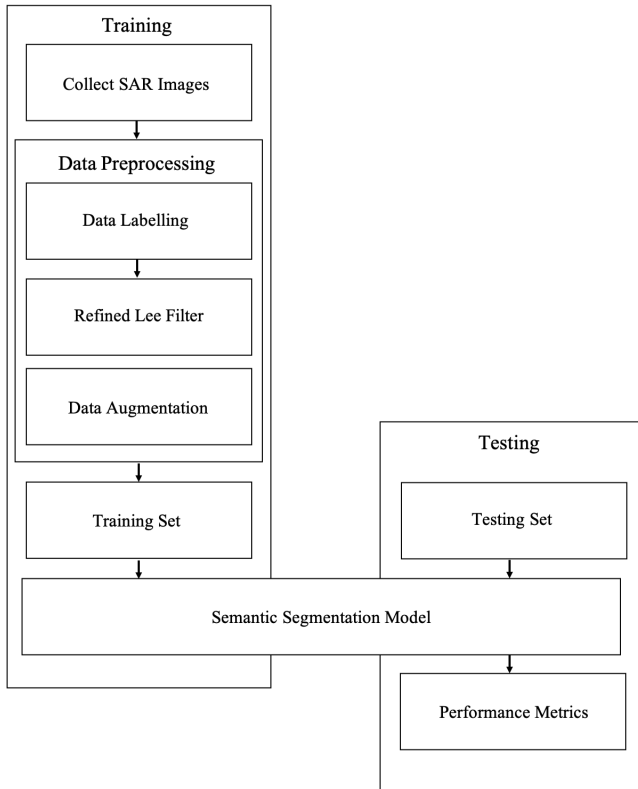 Training
Collect SAR Images
Data Preprocessing
Data Labelling
Refined Lee Filter
Data Augmentation
Training Set
Testing
Testing Set
Semantic Segmentation Model
Performance Metrics